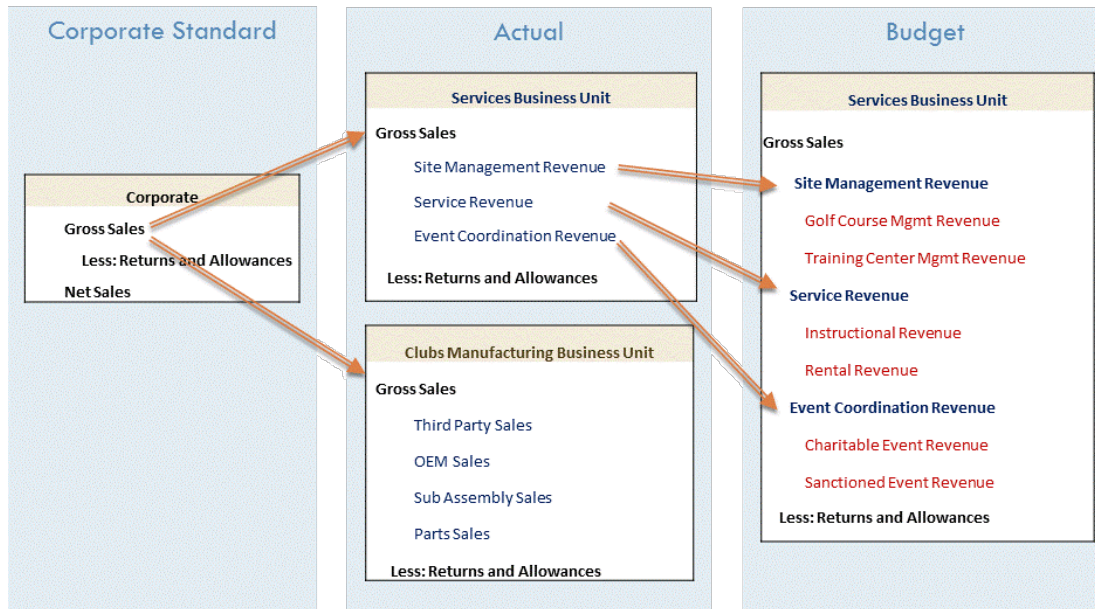 Corporate Standard
Corporate
Gross Sales
Less: Returns and Allowances
Net Sales
Actual
Services Business Unit
Gross Sales
Site Management Revenue
Service Revenue
Event Coordination Revenue
Less: Returns and Allowances
Clubs Manufacturing Business Unit
Gross Sales
Third Party Sales
OEM Sales
Sub Assembly Sales
Parts Sales
Less: Returns and Allowances
Budget
Services Business Unit
Gross Sales
Site Management Revenue
Golf Course Mgmt Revenue
Training Center Mgmt Revenue
Service Revenue
Instructional Revenue
Rental Revenue
Event Coordination Revenue
Charitable Event Revenue
Sanctioned Event Revenue
Less: Returns and Allowances